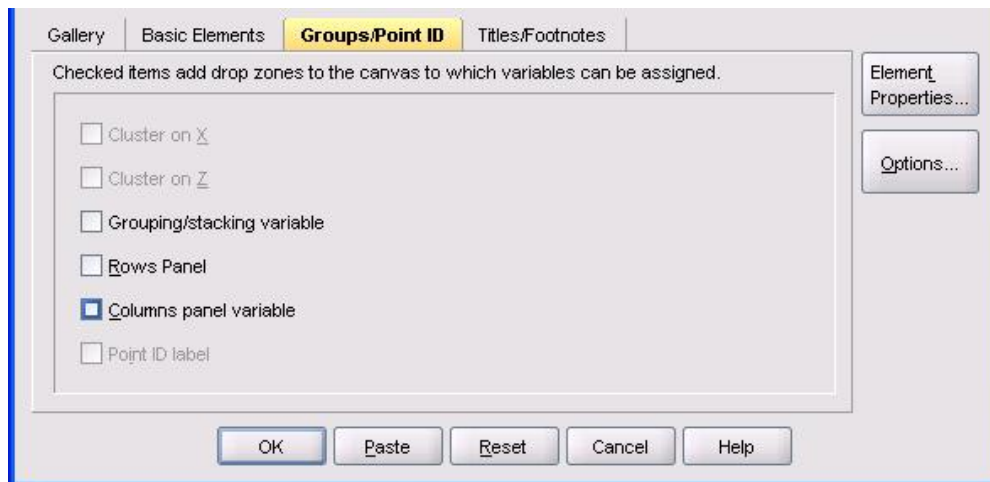 Gallery
Basic Elements
Groups/Point ID
Titles/Footnotes
Checked items add drop zones to the canvas to which variables can be assigned.
Cluster on X
Cluster on Z
Grouping/stacking variable
Rows Panel
Columns panel variable
Point ID label
Element
Properties...
Options...
OK
Paste
Reset
Cancel
Help